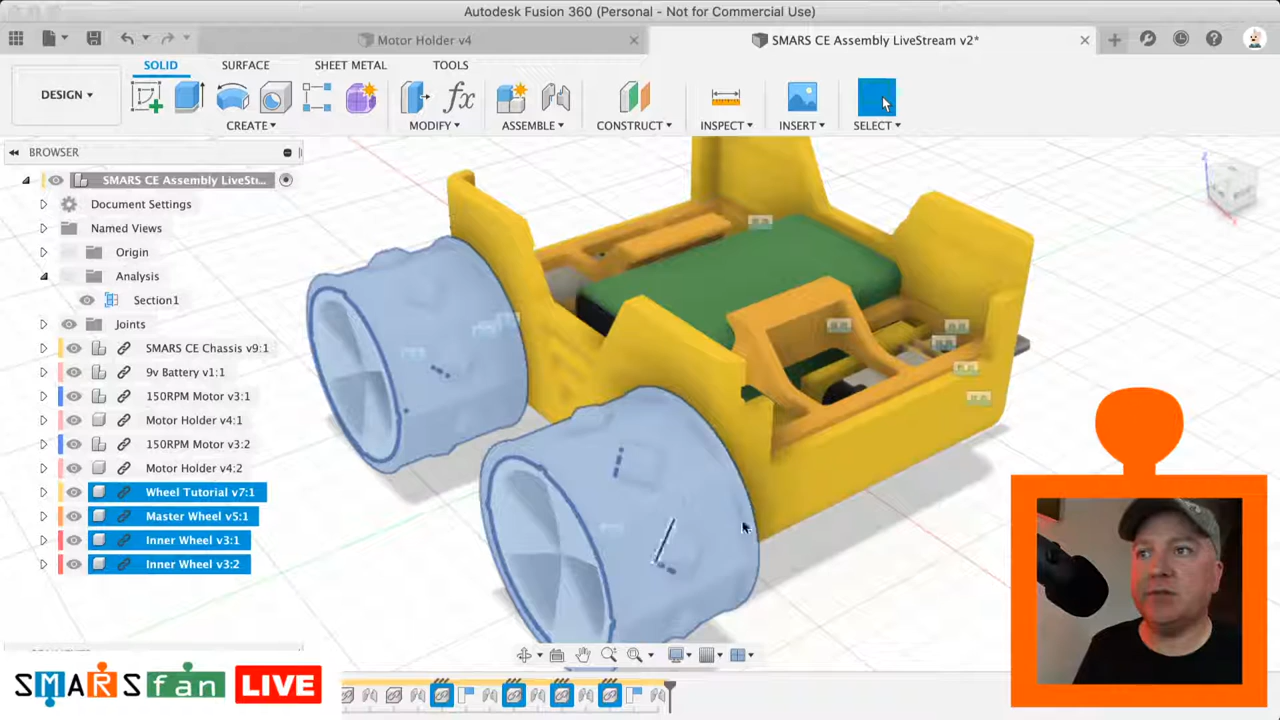 Autodesk Fusion 360 (Personal - Not for Commercial Use)
Motor Holder v4
SMARS CE Assembly LiveStream v2*
SOLID
SURFACE
SHEET METAL
TOOLS
DESIGN
CREATE
MODIFY
ASSEMBLE
CONSTRUCT
INSPECT
INSERT
SELECT
BROWSER
SMARS CE Assembly LiveStr...
Document Settings
Named Views
Origin
Analysis
Section1
Joints
SMARS CE Chassis v9:1
9v Battery v1:1
150RPM Motor v3:1
Motor Holder v4:1
150RPM Motor v3:2
Motor Holder v4:2
Wheel Tutorial v7:1
Master Wheel v5:1
Inner Wheel v3:1
Inner Wheel v3:2
SMARS fan LIVE